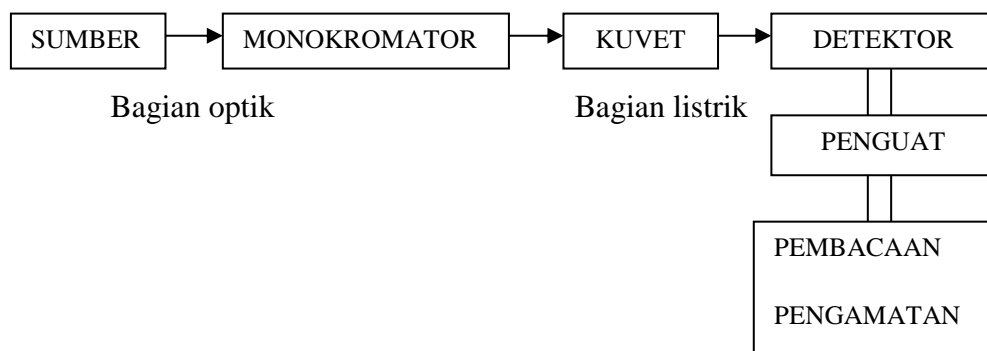 SUMBER MONOKROMATOR KUVET DETEKTOR
Bagian optik Bagian listrik
PENGUAT
PEMBACAAN
PENGAMATAN